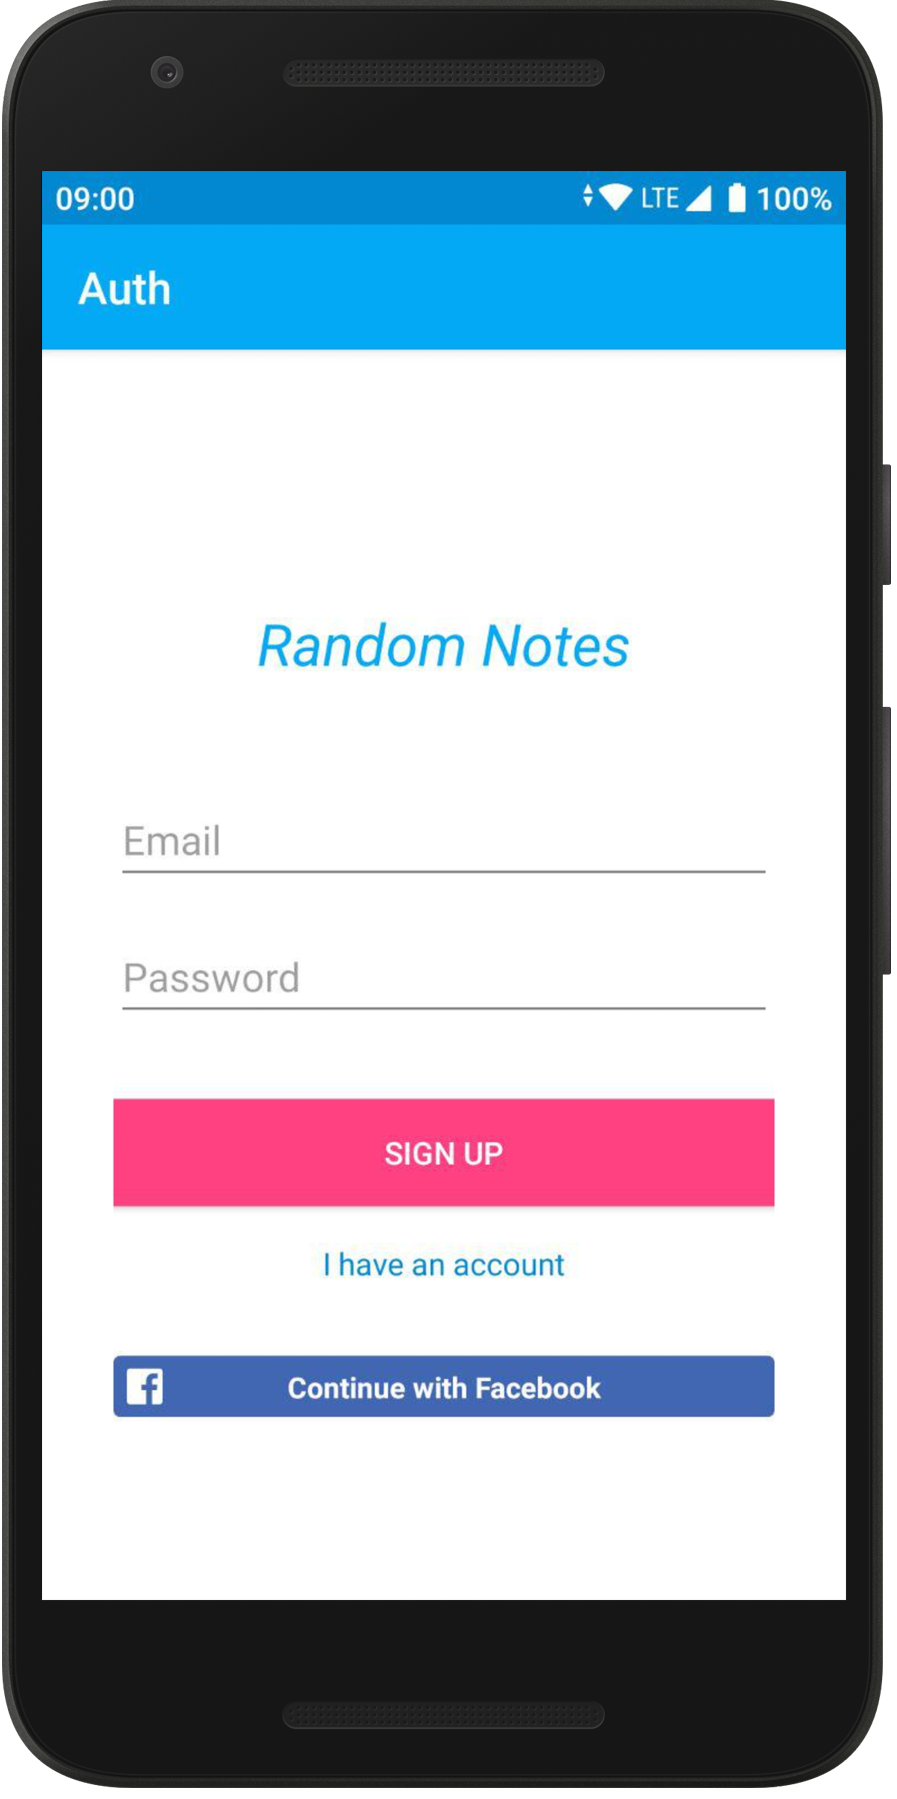 09:00 LTE 100%
Auth
Random Notes
Email
Password
SIGN UP
I have an account
Continue with Facebook